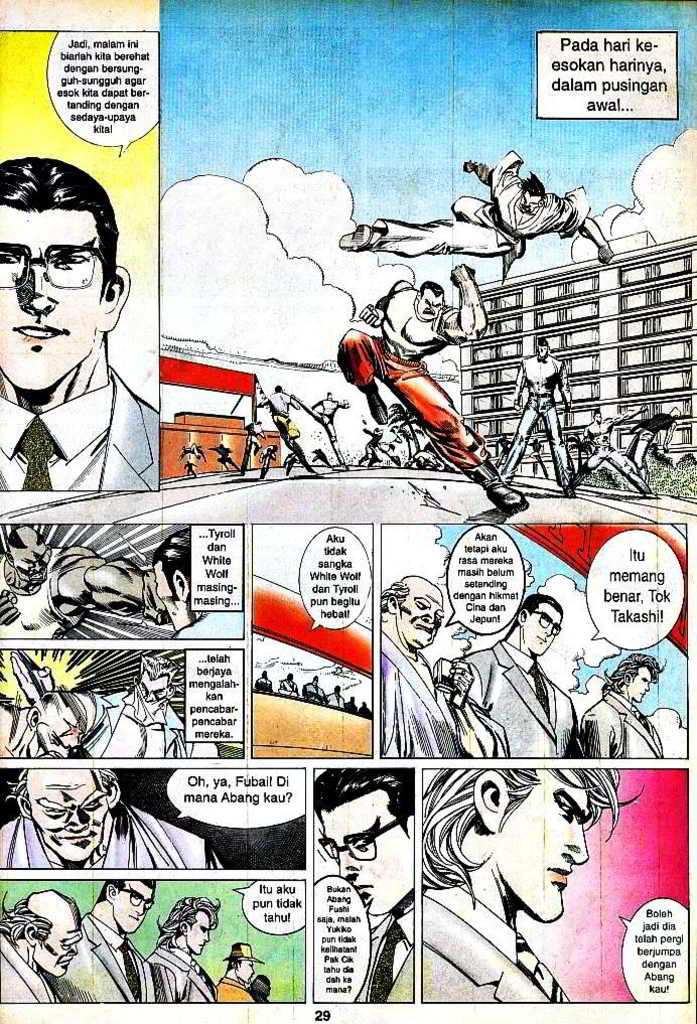 Jadi, malam ini
biarlah kita berehat
dengan bersung-
guh-sungguh agar
esok kita dapat ber-
tanding dengan
sedaya-upaya
kita!
Pada hari ke-
esokan harinya,
dalam pusingan
awal...
...Tyroll
dan
White
Wolf
masing-
masing...
...telah
berjaya
mengalah-
kan
pencabar-
pencabar
mereka.
Aku
tidak
sangka
White Wolf
dan Tyroll
pun begitu
hebat!
Akan
tetapi aku
rasa mereka
masih belum
setanding
dengan hikmat
Cina dan
Jepun!
Itu
memang
benar, Tok
Takashi!
Oh, ya, Fubai! Di
mana Abang kau?
Itu aku
pun tidak
tahu!
Bukan
Abang
Fushi
saja, malah
Yukiko
pun tidak
kelihatan!
Pak Cik
tahu dia
dah ke
mana?
Boleh
jadi dia
telah pergi
berjumpa
dengan
Abang
kau!
29